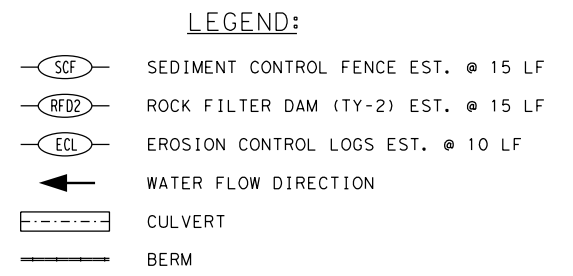 LEGEND:
SCF SEDIMENT CONTROL FENCE EST. @ 15 LF
RFD2 ROCK FILTER DAM (TY-2) EST. @ 15 LF
ECL EROSION CONTROL LOGS EST. @ 10 LF
WATER FLOW DIRECTION
CULVERT
BERM